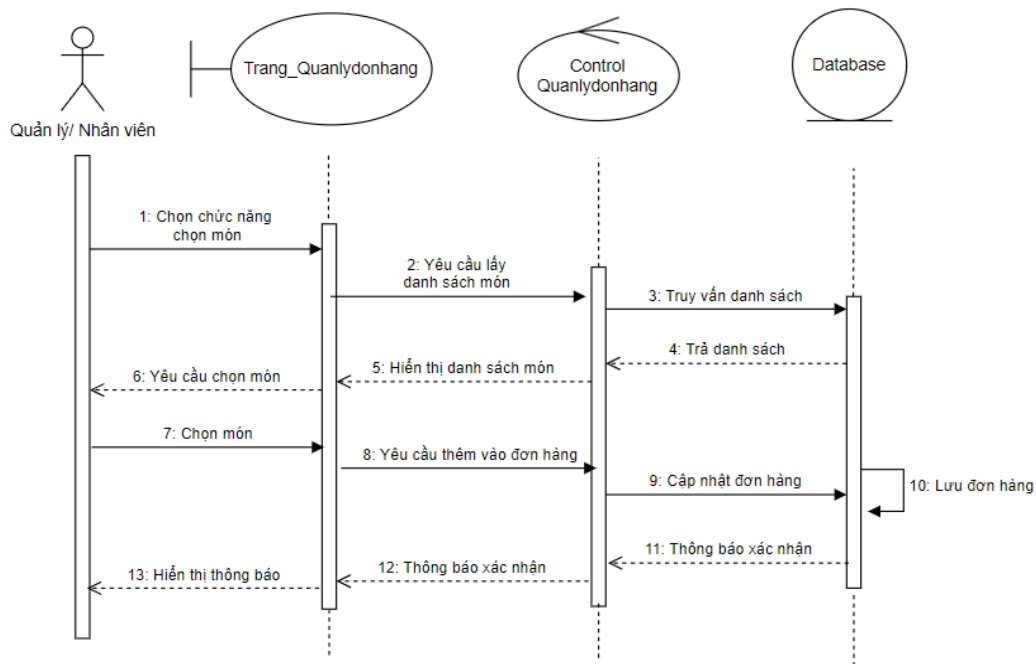 Trang_Quanlydonhang
Control
Quanlydonhang
Database
Quản lý/ Nhân viên
1: Chọn chức năng
chọn món
2: Yêu cầu lấy
danh sách món
3: Truy vấn danh sách
4: Trả danh sách
5: Hiển thị danh sách món
6: Yêu cầu chọn món
7: Chọn món
8: Yêu cầu thêm vào đơn hàng
9: Cập nhật đơn hàng
10: Lưu đơn hàng
11: Thông báo xác nhận
12: Thông báo xác nhận
13: Hiển thị thông báo